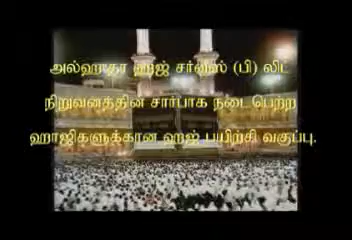 அல்ஹுதா ஹஜ் சர்வீஸ் (பி) லிட்
நிறுவனத்தின் சார்பாக நடைபெற்ற
ஹாஜிகளுக்கான ஹஜ் பயிற்சி வகுப்பு.